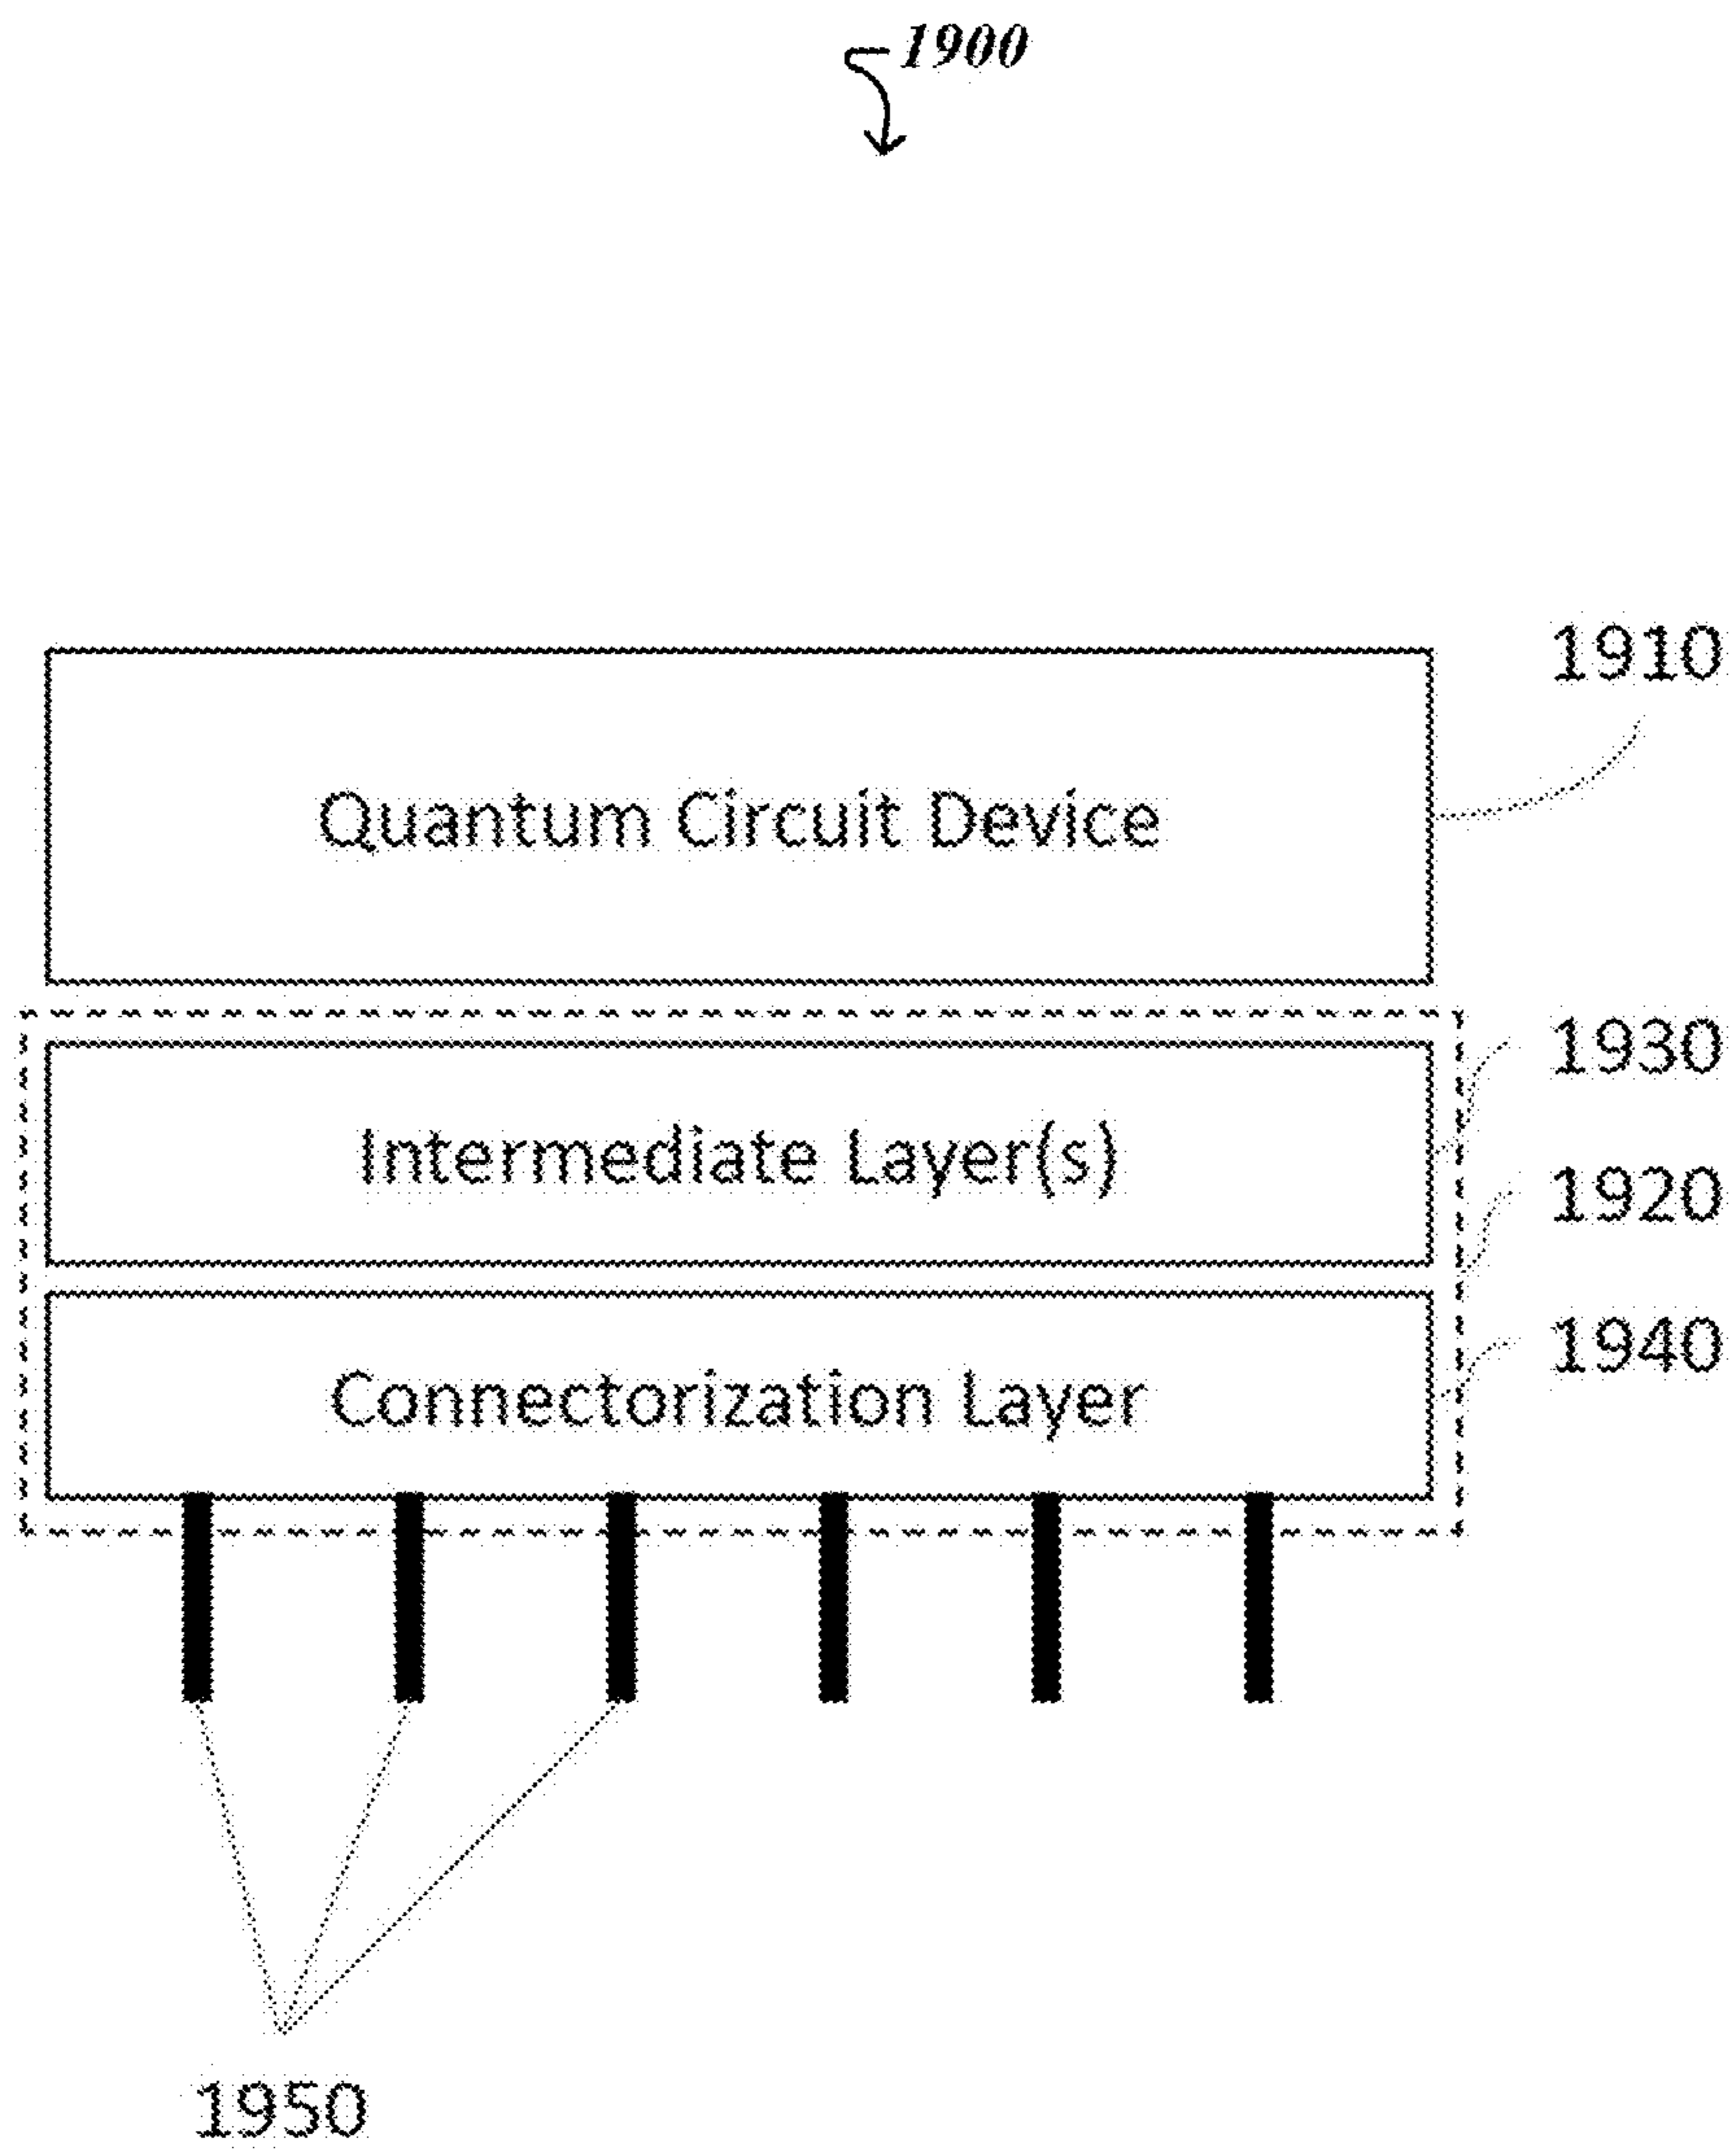 1900
1910
Quantum Circuit Device
1930
Intermediate Layer(s)
1920
1940
Connectorization Layer
1950